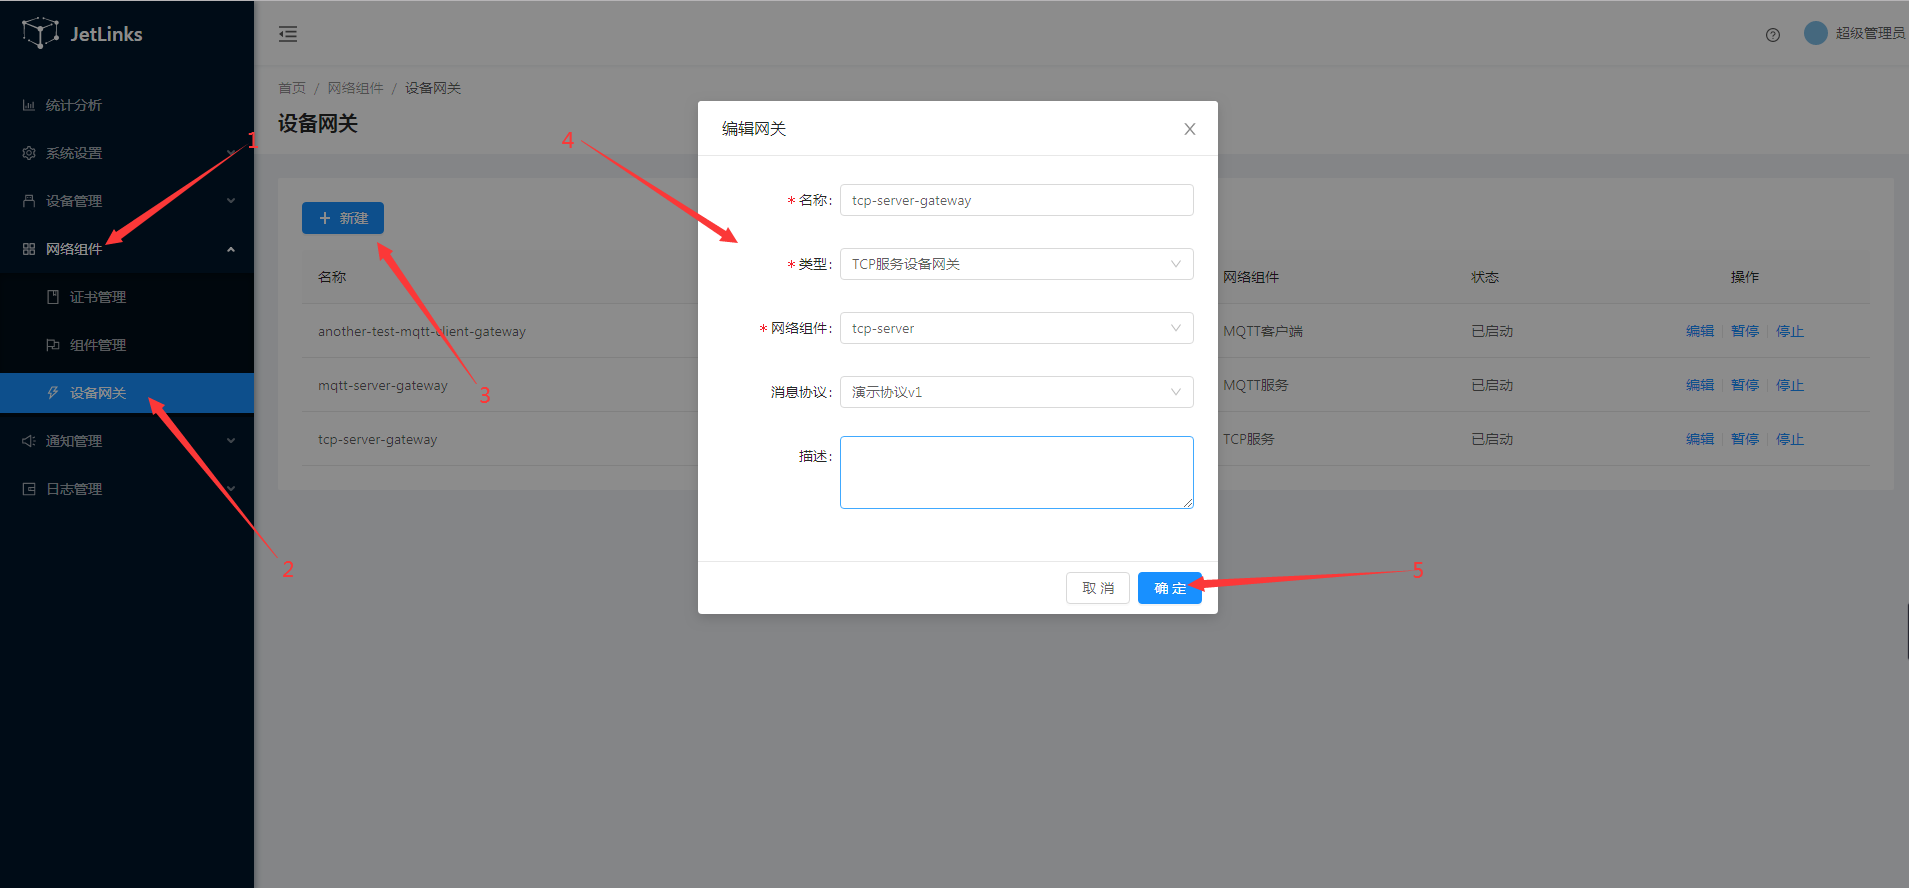 JetLinks
超级管理员
统计分析
系统设置
设备管理
网络组件
证书管理
组件管理
设备网关
通知管理
日志管理
首页 / 网络组件 / 设备网关
设备网关
+ 新建
名称
网络组件
状态
操作
another-test-mqtt-client-gateway
MQTT客户端
已启动
编辑 暂停 停止
mqtt-server-gateway
MQTT服务
已启动
编辑 暂停 停止
tcp-server-gateway
TCP服务
已启动
编辑 暂停 停止
编辑网关
* 名称: tcp-server-gateway
* 类型: TCP服务设备网关
* 网络组件: tcp-server
消息协议: 演示协议v1
描述:
取 消
确 定
1
2
3
4
5